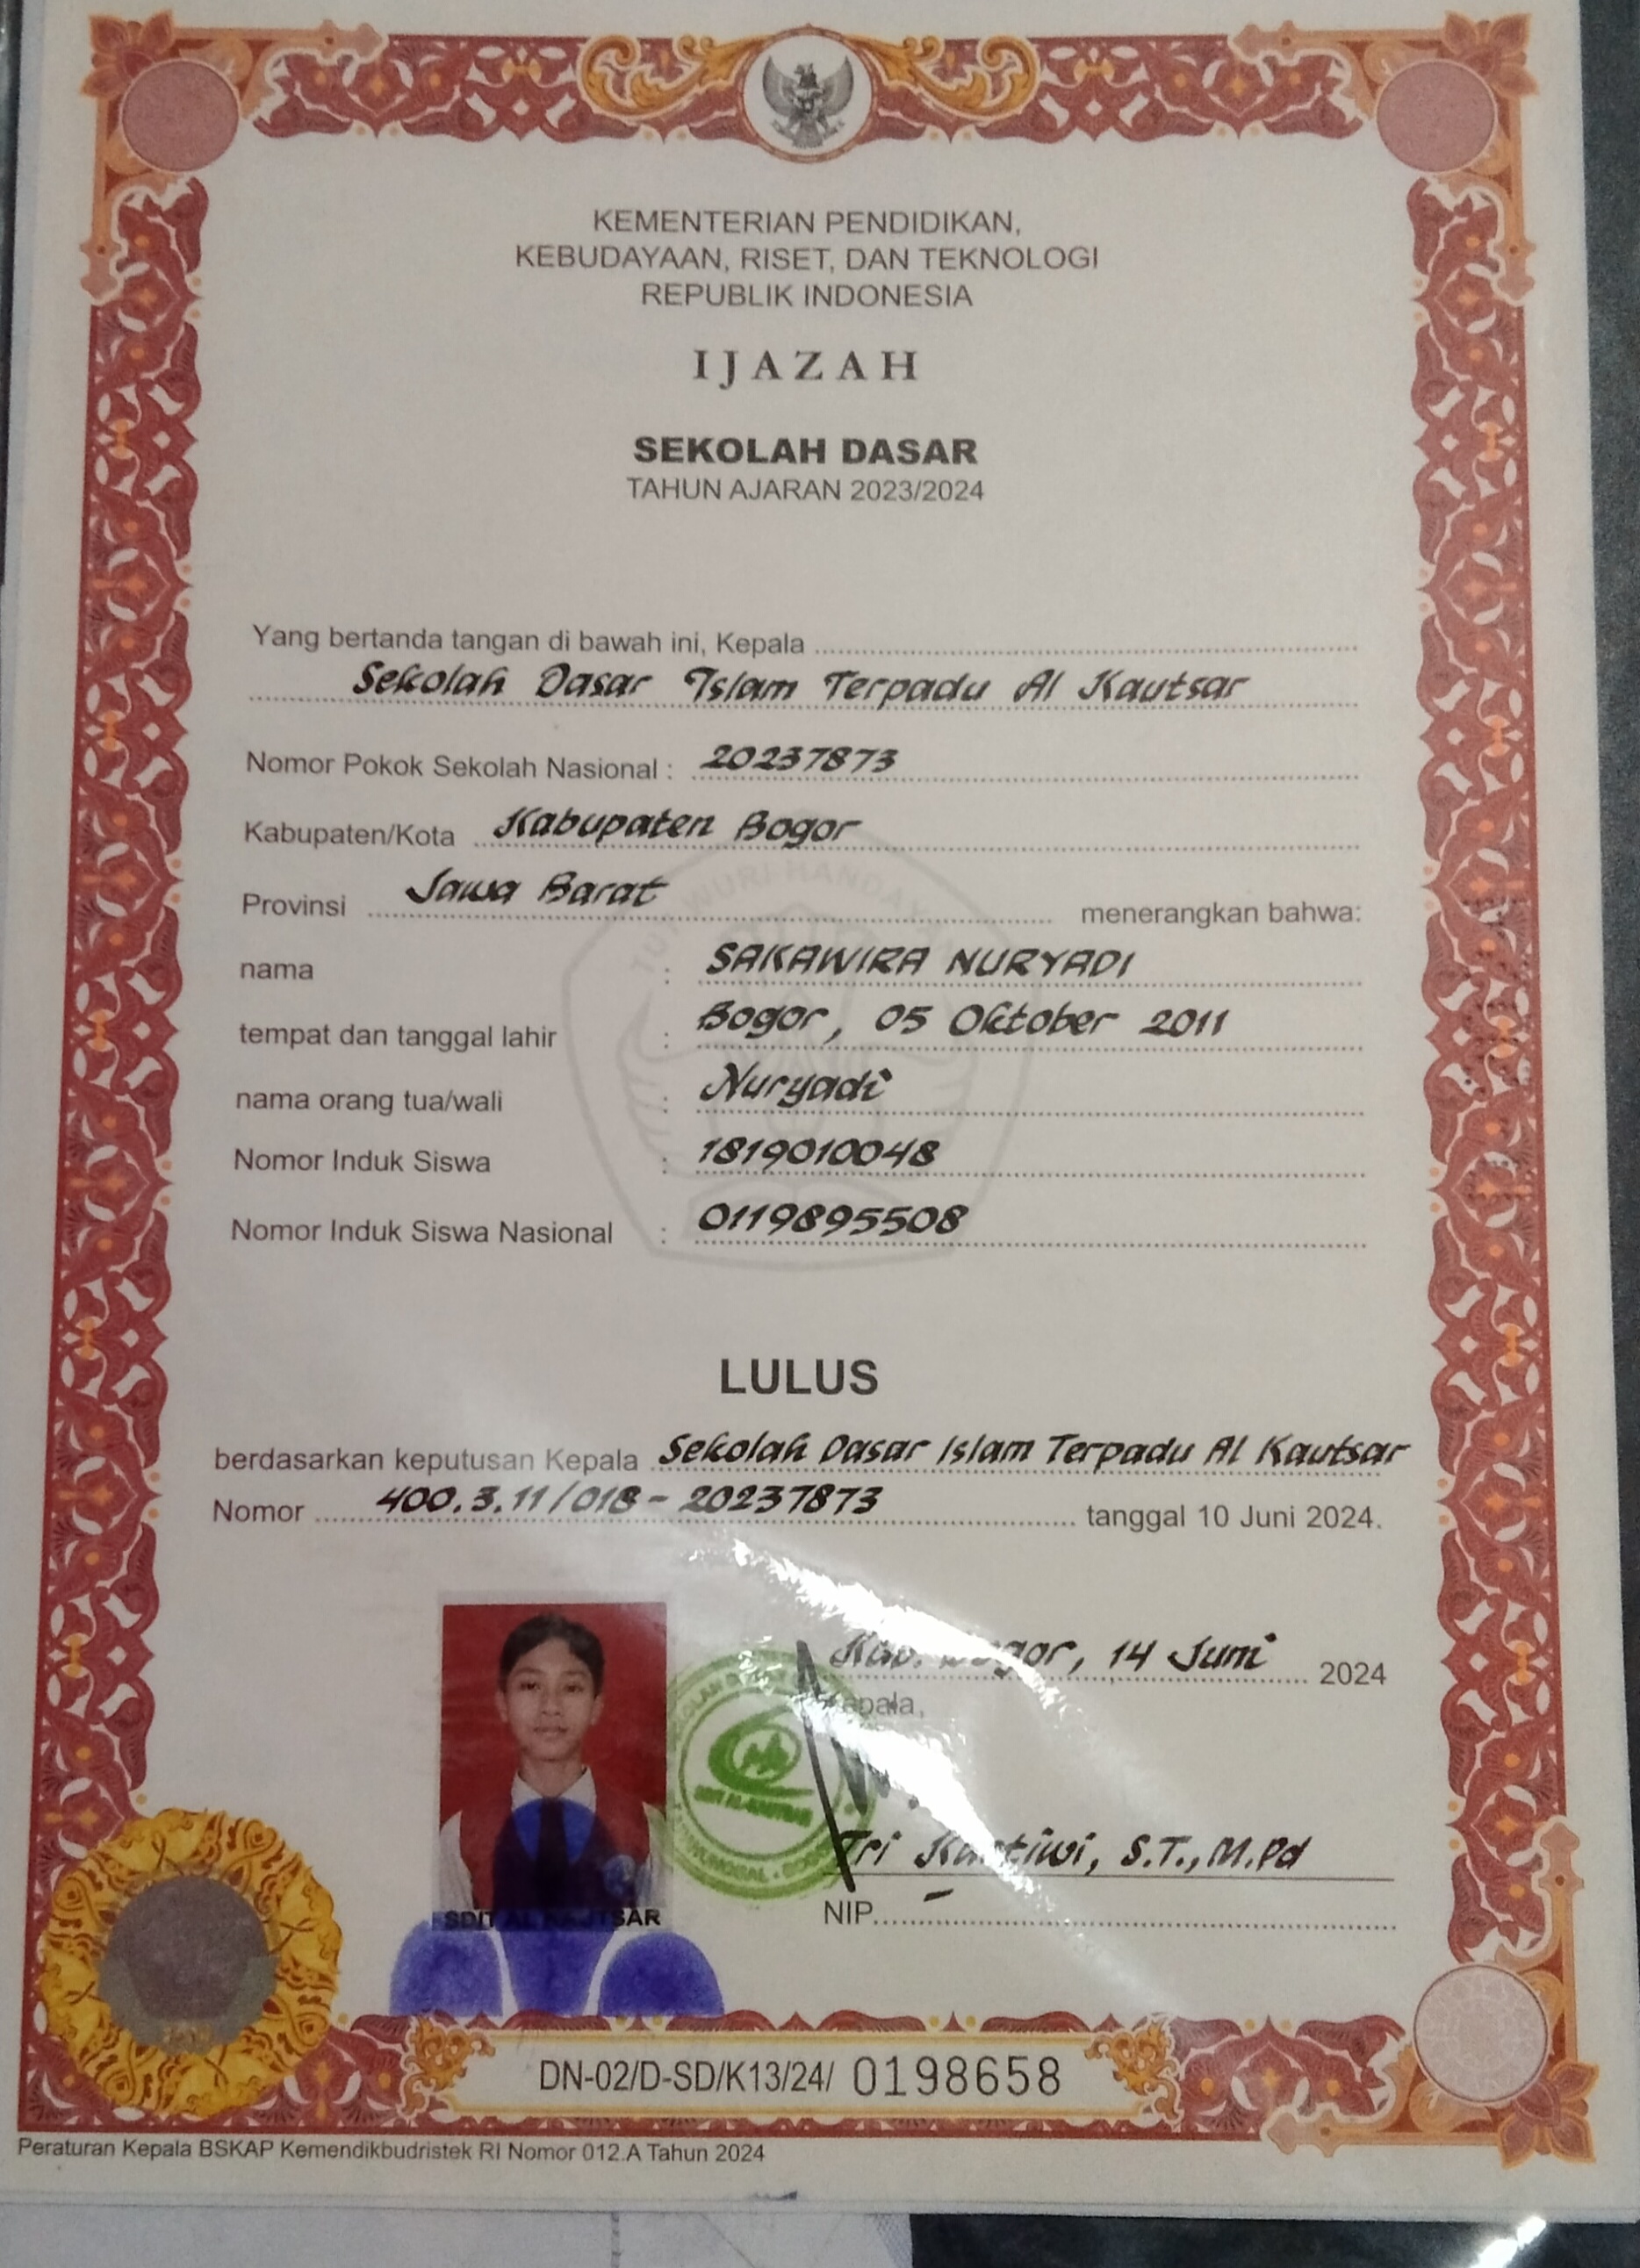 KEMENTERIAN PENDIDIKAN,
KEBUDAYAAN, RISET, DAN TEKNOLOGI
REPUBLIK INDONESIA
IJAZAH
SEKOLAH DASAR
TAHUN AJARAN 2023/2024
Yang bertanda tangan di bawah ini, Kepala
Sekolah Dasar Islam Terpadu Al Kautsar
Nomor Pokok Sekolah Nasional : 20237873
Kabupaten/Kota Kabupaten Bogor
Provinsi Jawa Barat menerangkan bahwa:
nama : SAKAWIRA NURYADI
tempat dan tanggal lahir : Bogor, 05 Oktober 2011
nama orang tua/wali : Nuryadi
Nomor Induk Siswa : 1819010048
Nomor Induk Siswa Nasional : 0119895508
LULUS
berdasarkan keputusan Kepala Sekolah Dasar Islam Terpadu Al Kautsar
Nomor 400.3.11/018 - 20237873 tanggal 10 Juni 2024.
Kab. Bogor, 14 Juni 2024
Kepala,
Tri Kartiwi, S.T., M.Pd
NIP. -
SDIT AL KAUTSAR
DN-02/D-SD/K13/24/ 0198658
Peraturan Kepala BSKAP Kemendikbudristek RI Nomor 012.A Tahun 2024